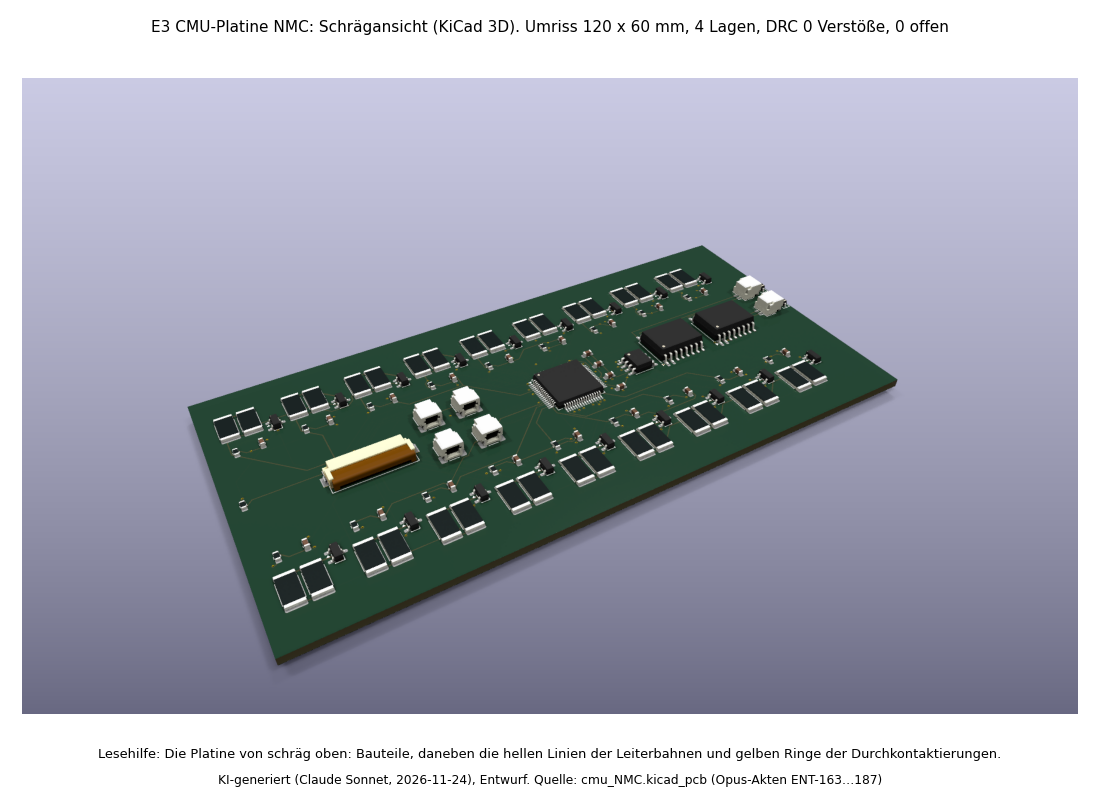 E3 CMU-Platine NMC: Schrägansicht (KiCad 3D). Umriss 120 x 60 mm, 4 Lagen, DRC 0 Verstöße, 0 offen
Lesehilfe: Die Platine von schräg oben: Bauteile, daneben die hellen Linien der Leiterbahnen und gelben Ringe der Durchkontaktierungen.
KI-generiert (Claude Sonnet, 2026-11-24), Entwurf. Quelle: cmu_NMC.kicad_pcb (Opus-Akten ENT-163...187)